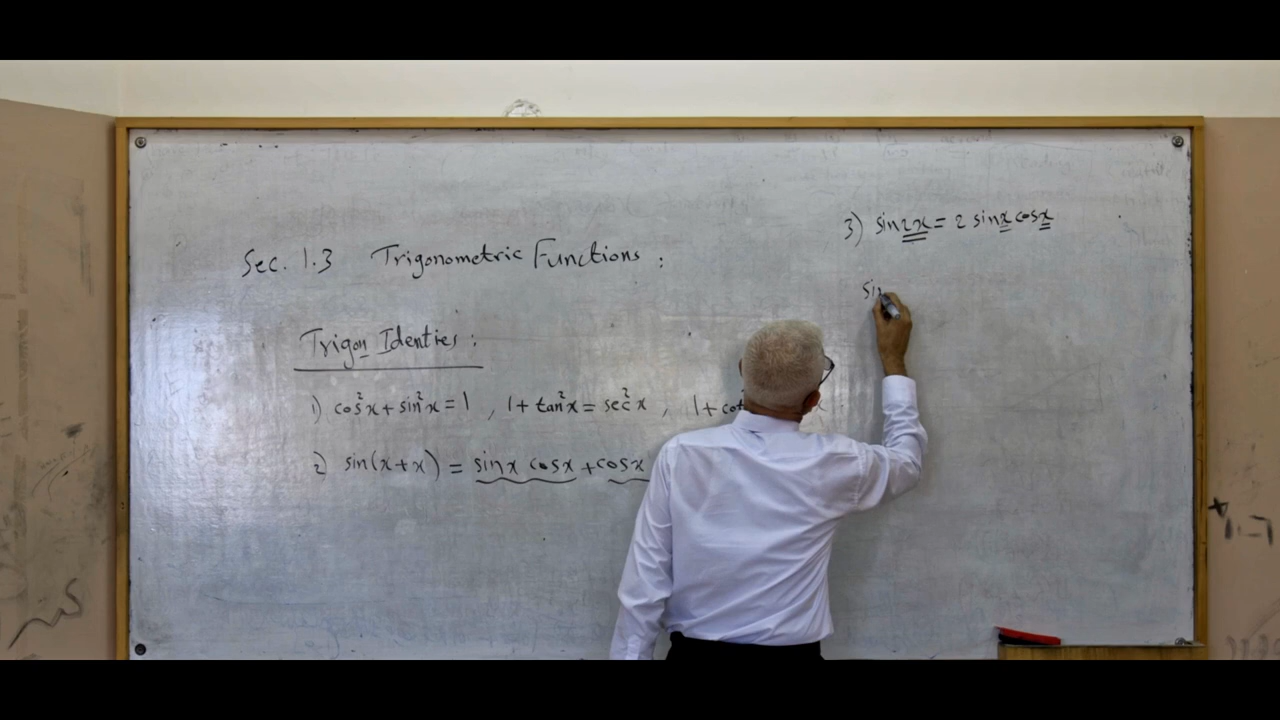 Sec. 1.3 Trigonometric Functions :
Trigon Identies :
1) cos²x + sin²x = 1 , 1 + tan²x = sec²x , 1 + cot
2) sin(x+x) = sinx cosx + cosx
3) sin2x = 2 sinx cosx
sin